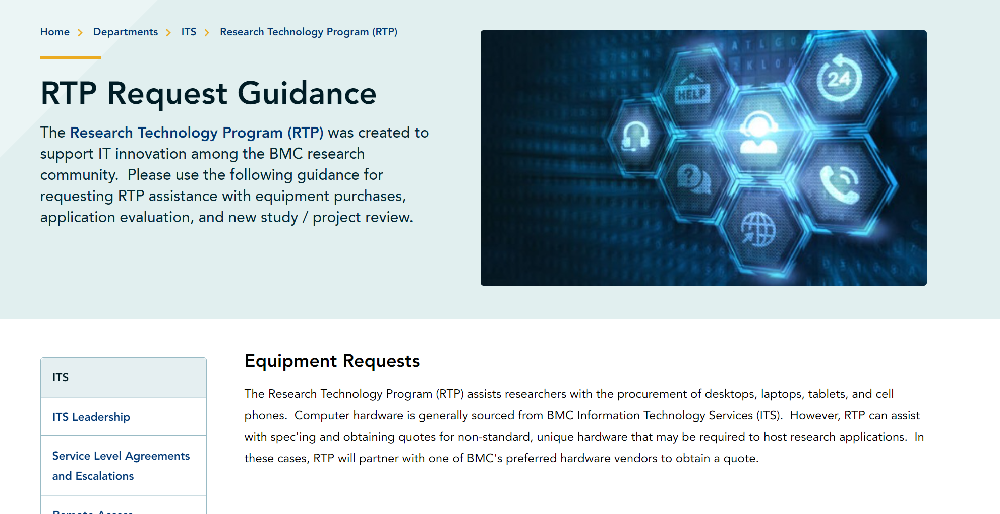 Home > Departments > ITS > Research Technology Program (RTP)
RTP Request Guidance
The Research Technology Program (RTP) was created to
support IT innovation among the BMC research
community.  Please use the following guidance for
requesting RTP assistance with equipment purchases,
application evaluation, and new study / project review.
HELP
24
ITS
ITS Leadership
Service Level Agreements
and Escalations
Remote Access
Equipment Requests
The Research Technology Program (RTP) assists researchers with the procurement of desktops, laptops, tablets, and cell
phones.  Computer hardware is generally sourced from BMC Information Technology Services (ITS).  However, RTP can assist
with spec'ing and obtaining quotes for non-standard, unique hardware that may be required to host research applications.  In
these cases, RTP will partner with one of BMC's preferred hardware vendors to obtain a quote.